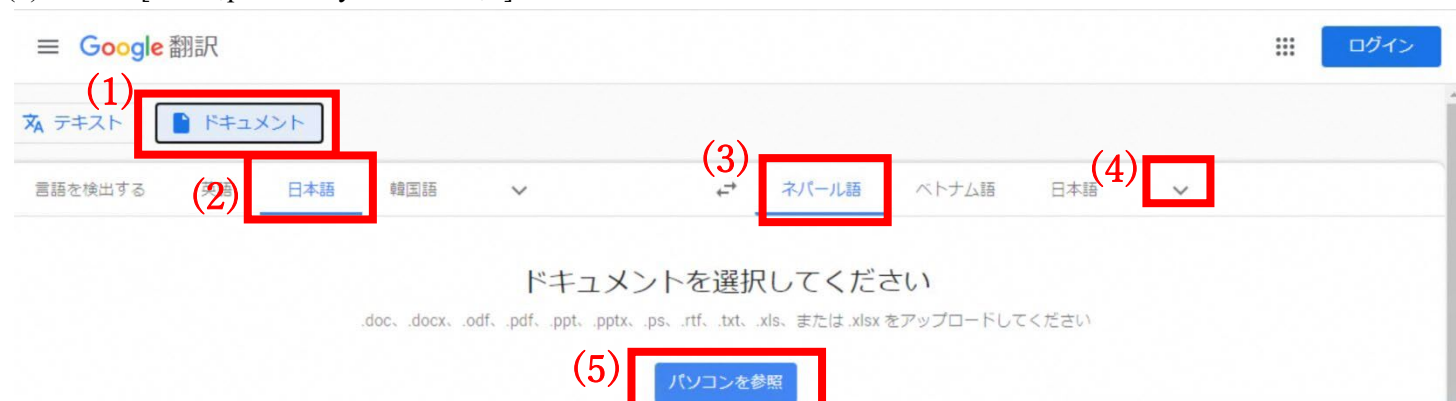 Google 翻訳
ログイン
(1)
テキスト
ドキュメント
(2)
(3)
(4)
言語を検出する 英語 日本語 韓国語 ネパール語 ベトナム語 日本語
ドキュメントを選択してください
.doc、.docx、.odf、.pdf、.ppt、.pptx、.ps、.rtf、.txt、.xls、または .xlsx をアップロードしてください
(5)
パソコンを参照